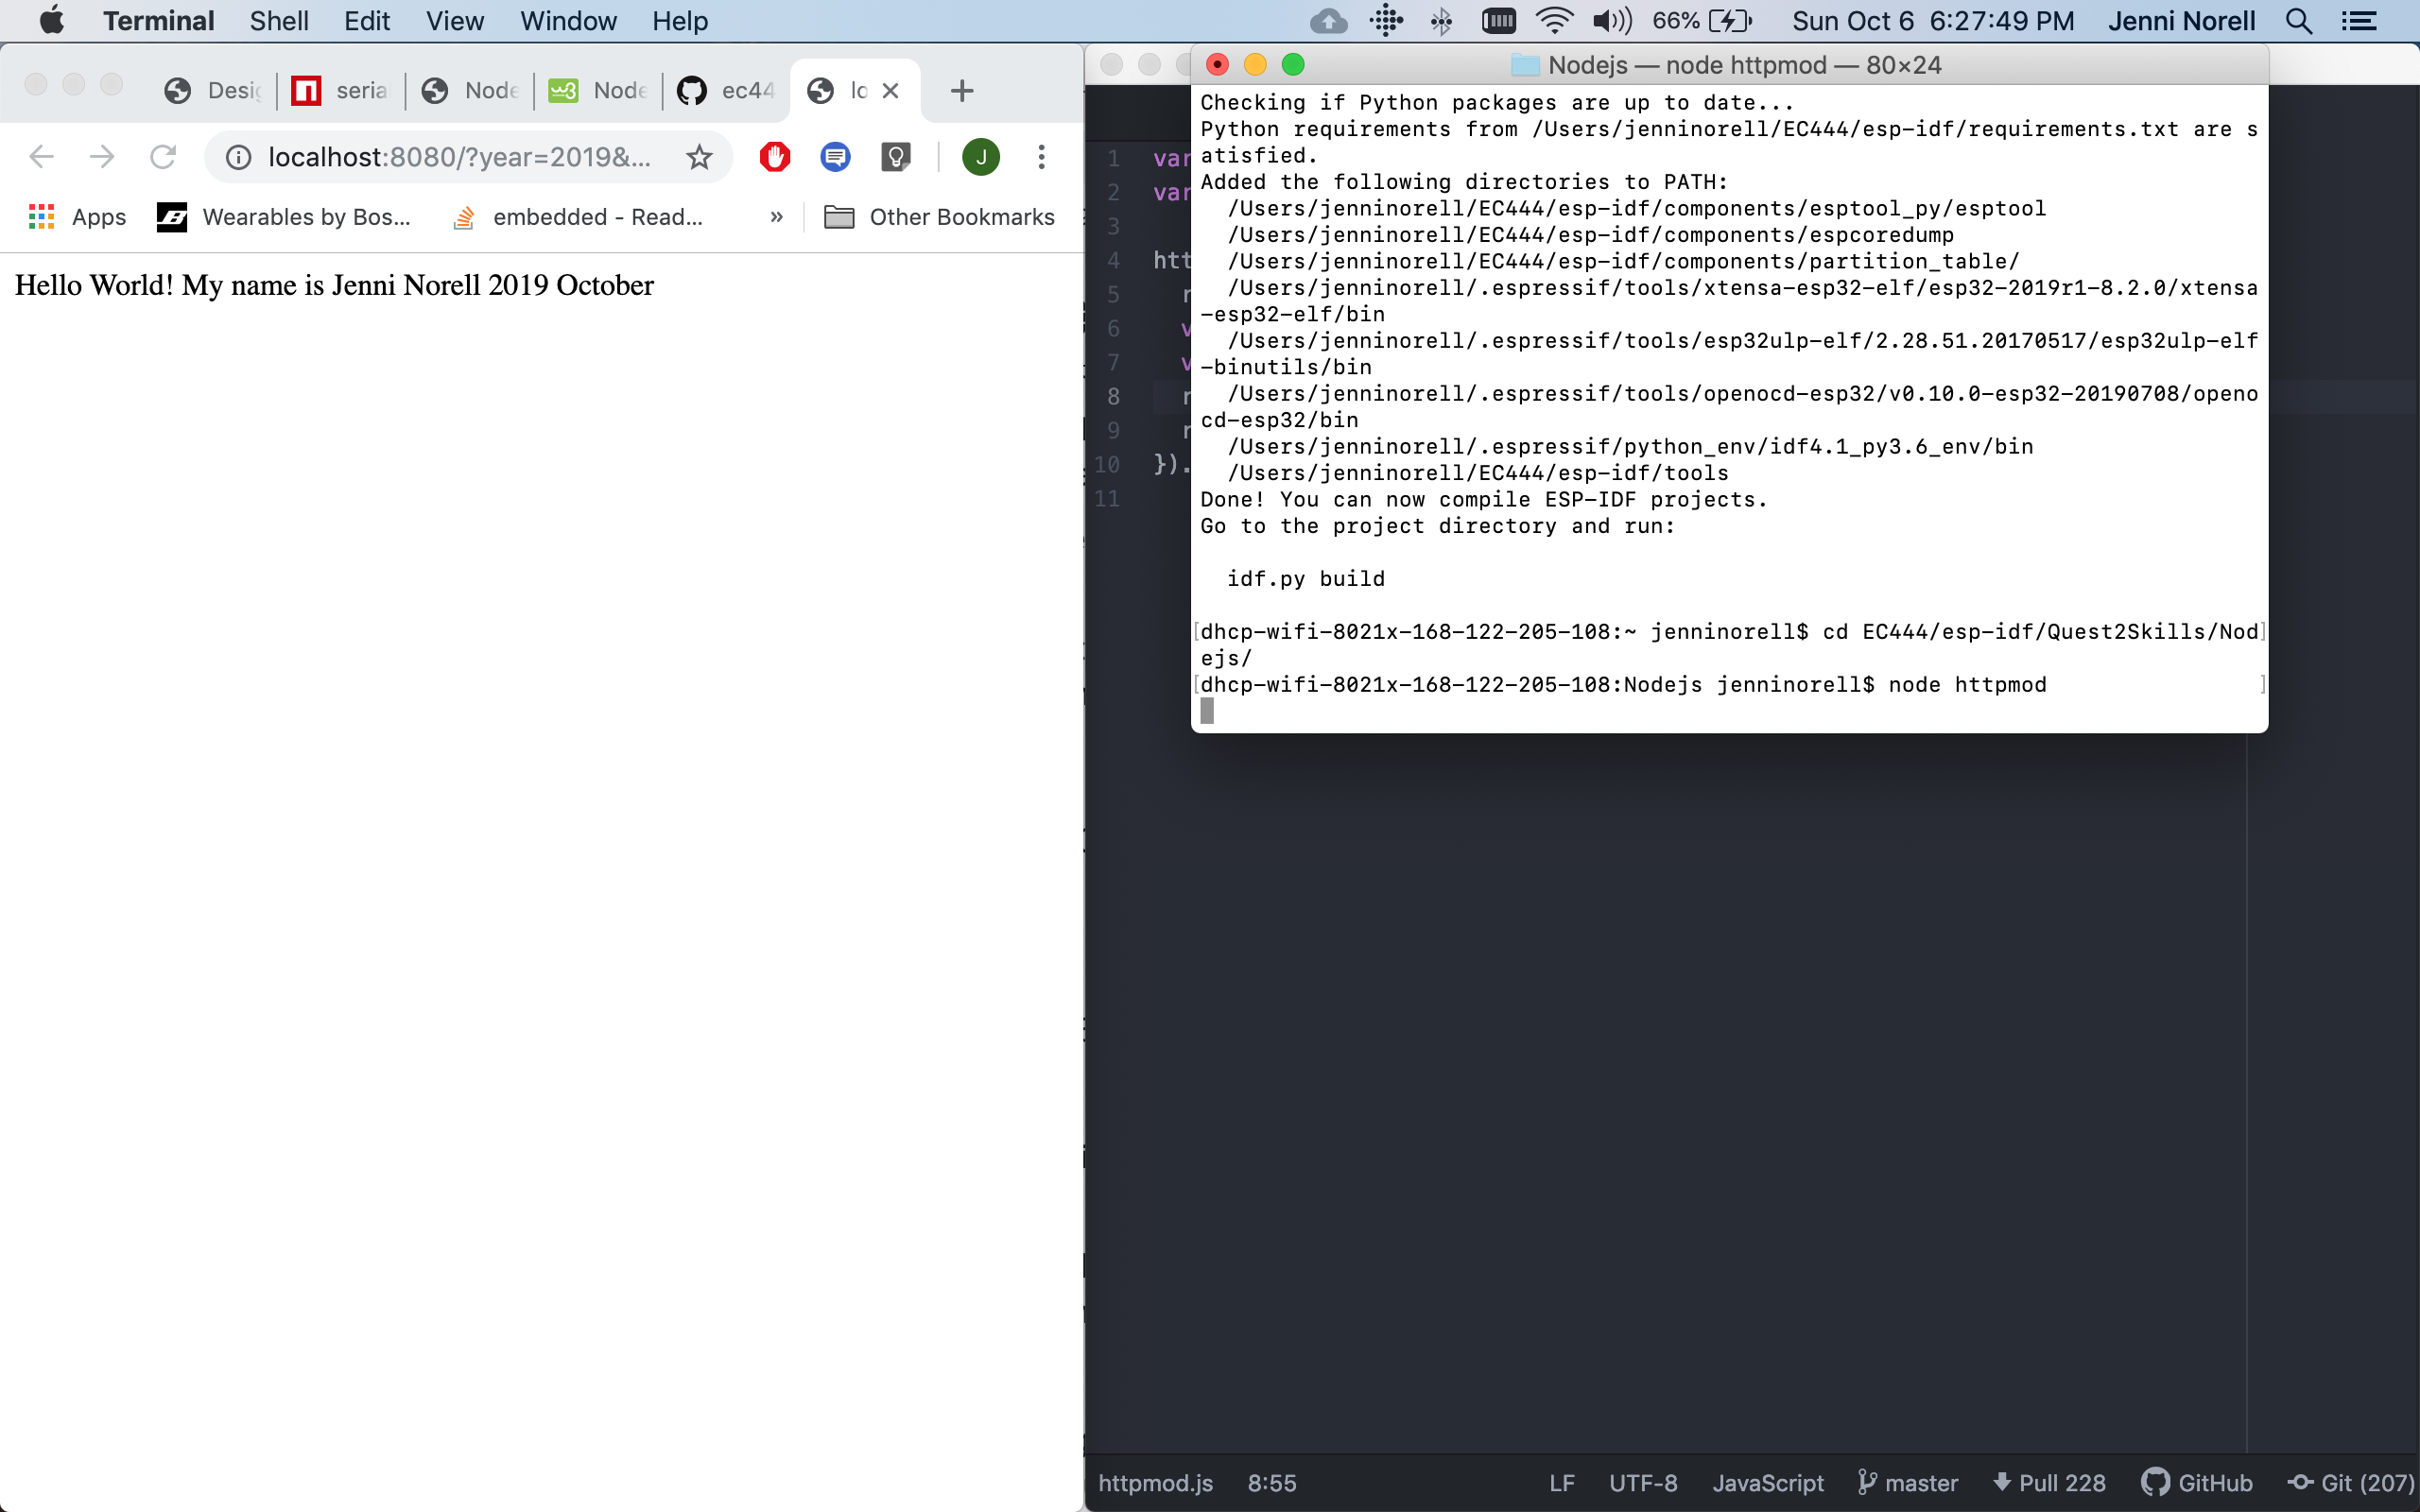 Terminal Shell Edit View Window Help 66% Sun Oct 6 6:27:49 PM Jenni Norell
Desig seria Node Node ec44 lo
localhost:8080/?year=2019&... J
Apps Wearables by Bos... embedded - Read... » Other Bookmarks
Hello World! My name is Jenni Norell 2019 October
Nodejs — node httpmod — 80×24
Checking if Python packages are up to date...
Python requirements from /Users/jenninorell/EC444/esp-idf/requirements.txt are s
atisfied.
Added the following directories to PATH:
/Users/jenninorell/EC444/esp-idf/components/esptool_py/esptool
/Users/jenninorell/EC444/esp-idf/components/espcoredump
/Users/jenninorell/EC444/esp-idf/components/partition_table/
/Users/jenninorell/.espressif/tools/xtensa-esp32-elf/esp32-2019r1-8.2.0/xtensa
-esp32-elf/bin
/Users/jenninorell/.espressif/tools/esp32ulp-elf/2.28.51.20170517/esp32ulp-elf
-binutils/bin
/Users/jenninorell/.espressif/tools/openocd-esp32/v0.10.0-esp32-20190708/openo
cd-esp32/bin
/Users/jenninorell/.espressif/python_env/idf4.1_py3.6_env/bin
/Users/jenninorell/EC444/esp-idf/tools
Done! You can now compile ESP-IDF projects.
Go to the project directory and run:
idf.py build
[dhcp-wifi-8021x-168-122-205-108:~ jenninorell$ cd EC444/esp-idf/Quest2Skills/Nod]
ejs/
[dhcp-wifi-8021x-168-122-205-108:Nodejs jenninorell$ node httpmod ]
1 var
2 var
3
4 htt
5 r
6 v
7 v
8 r
9 r
10 }).
11
httpmod.js 8:55 LF UTF-8 JavaScript master Pull 228 GitHub Git (207)